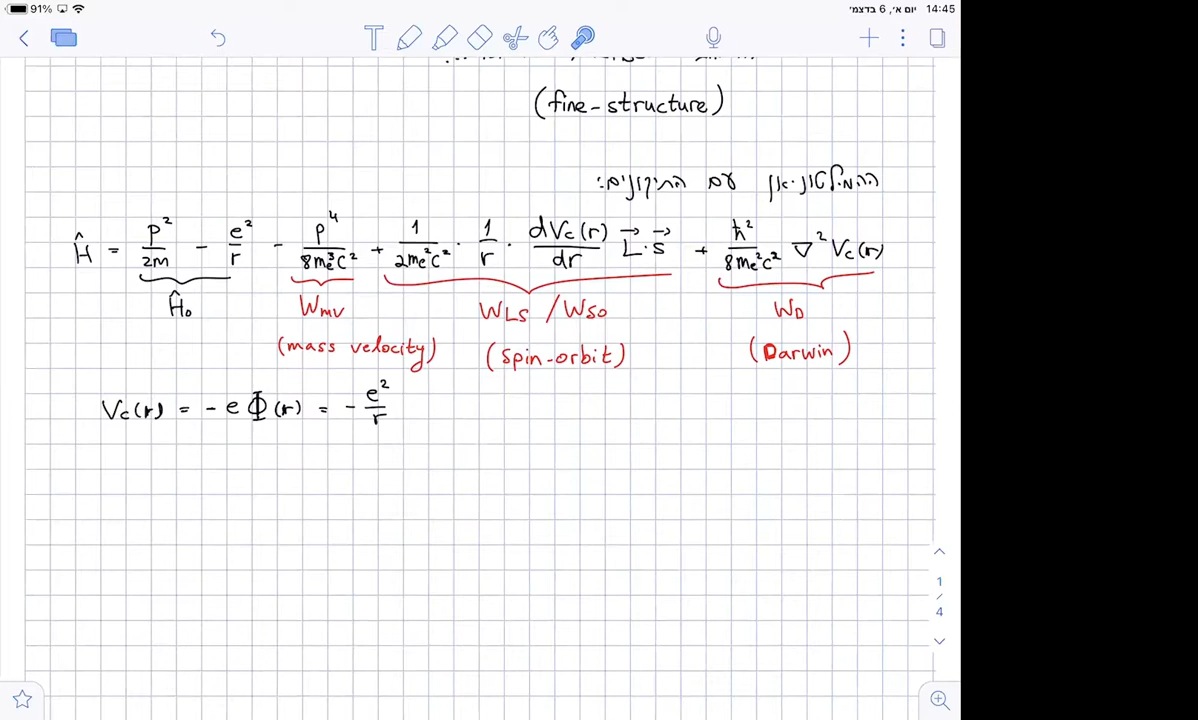 91% יום א׳, 6 בדצמ׳ 14:45
(fine-structure)
ההמילטוניאן עם התיקונים:
Ĥ = p²/2m - e²/r - p⁴/8mₑ³c² + 1/2mₑ²c² · 1/r · dVc(r)/dr L⃗·S⃗ + ħ²/8mₑ²c² ∇²Vc(r)
Ĥ₀ Wmv WLS / WSO WD
(mass velocity) (spin-orbit) (Darwin)
Vc(r) = -e Φ(r) = - e²/r
1
/
4